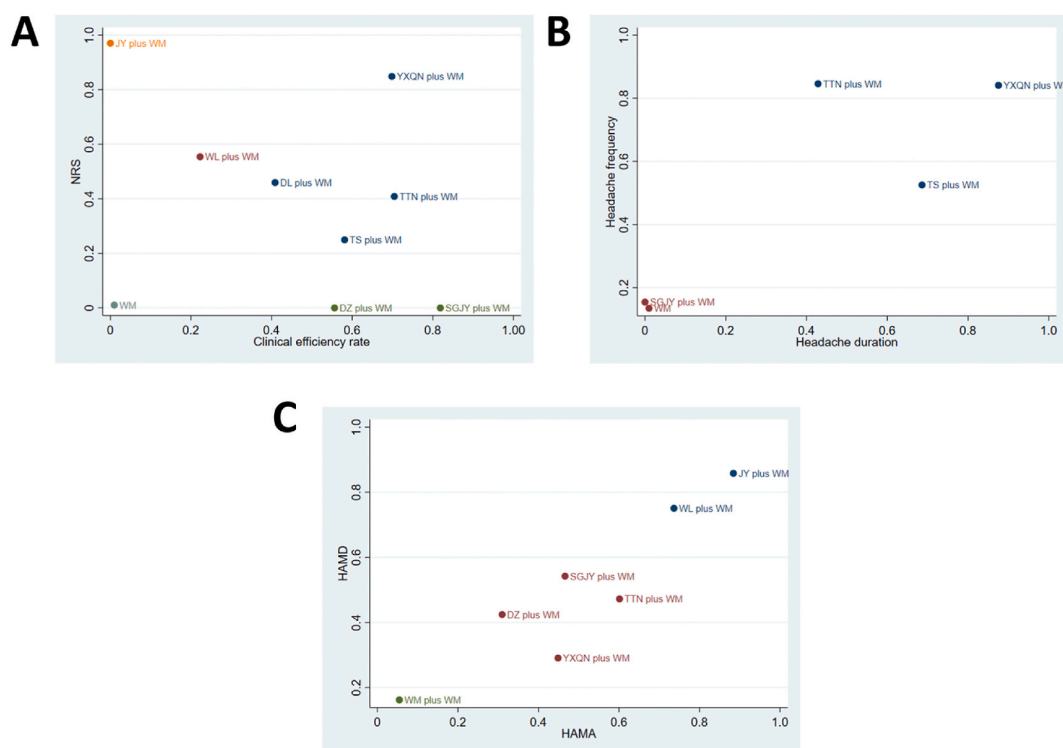 A
NRS
1.0
0.8
0.6
0.4
0.2
0
JY plus WM
YXQN plus WM
WL plus WM
DL plus WM
TTN plus WM
TS plus WM
WM
DZ plus WM
SGJY plus WM
0 0.2 0.4 0.6 0.8 1.0
Clinical efficiency rate
B
Headache frequency
1.0
0.8
0.6
0.4
0.2
TTN plus WM
YXQN plus W
TS plus WM
SGJY plus WM
WM
0 0.2 0.4 0.6 0.8 1.0
Headache duration
C
HAMD
1.0
0.8
0.6
0.4
0.2
JY plus WM
WL plus WM
SGJY plus WM
TTN plus WM
DZ plus WM
YXQN plus WM
WM plus WM
0 0.2 0.4 0.6 0.8 1.0
HAMA